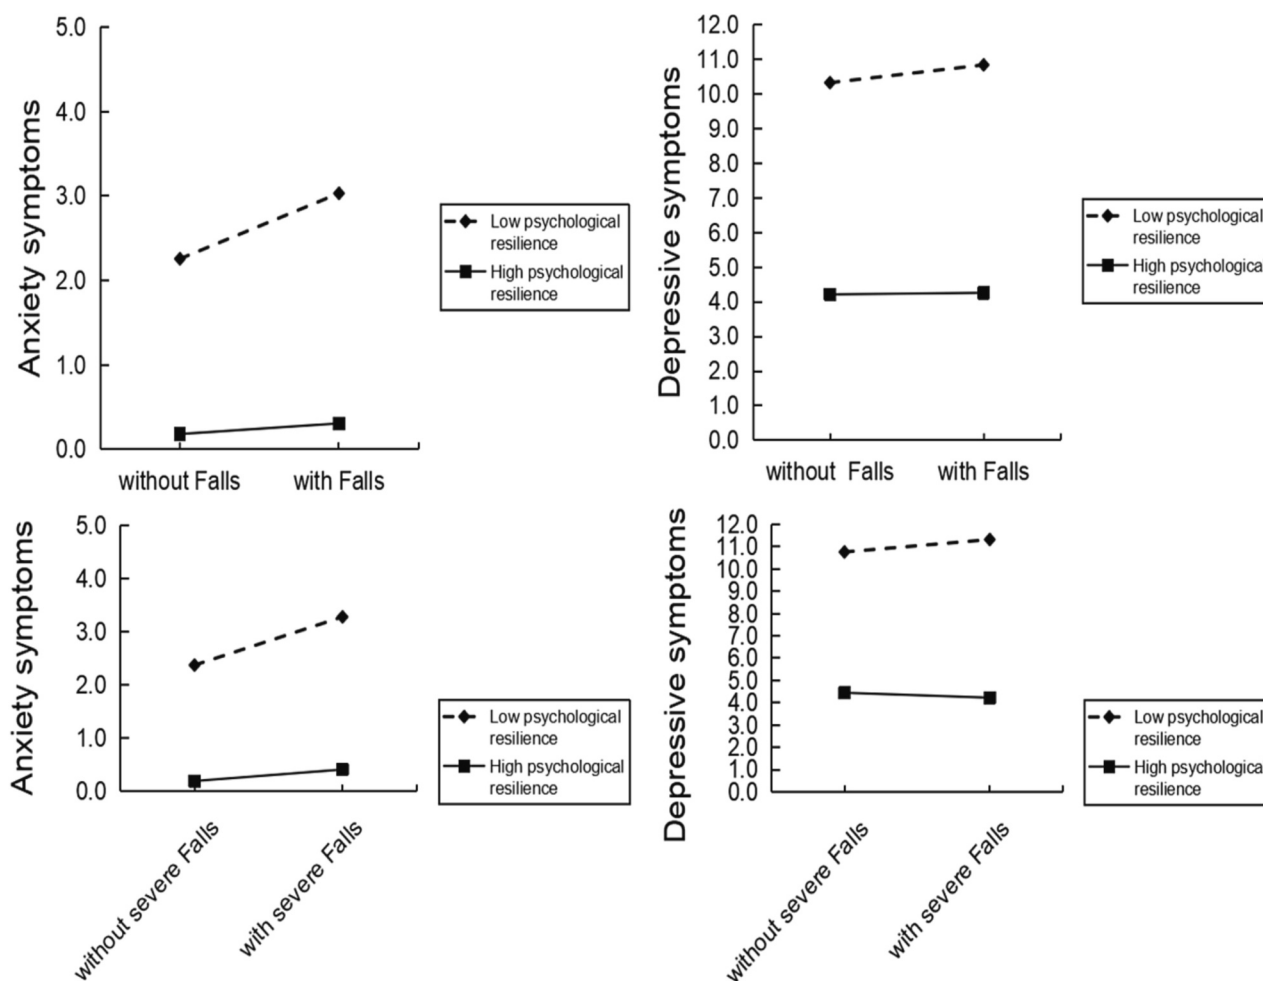 Anxiety symptoms
5.0
4.0
3.0
2.0
1.0
0.0
without Falls
with Falls
Low psychological
resilience
High psychological
resilience
Depressive symptoms
12.0
11.0
10.0
9.0
8.0
7.0
6.0
5.0
4.0
3.0
2.0
1.0
0.0
without Falls
with Falls
Low psychological
resilience
High psychological
resilience
Anxiety symptoms
5.0
4.0
3.0
2.0
1.0
0.0
without severe Falls
with severe Falls
Low psychological
resilience
High psychological
resilience
Depressive symptoms
12.0
11.0
10.0
9.0
8.0
7.0
6.0
5.0
4.0
3.0
2.0
1.0
0.0
without severe Falls
with severe Falls
Low psychological
resilience
High psychological
resilience